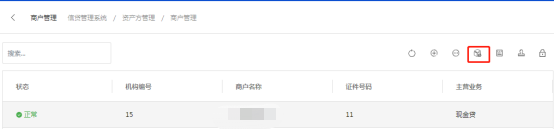 商户管理 信贷管理系统 / 资产方管理 / 商户管理
搜索...
状态 机构编号 商户名称 证件号码 主营业务
正常 15 11 现金贷